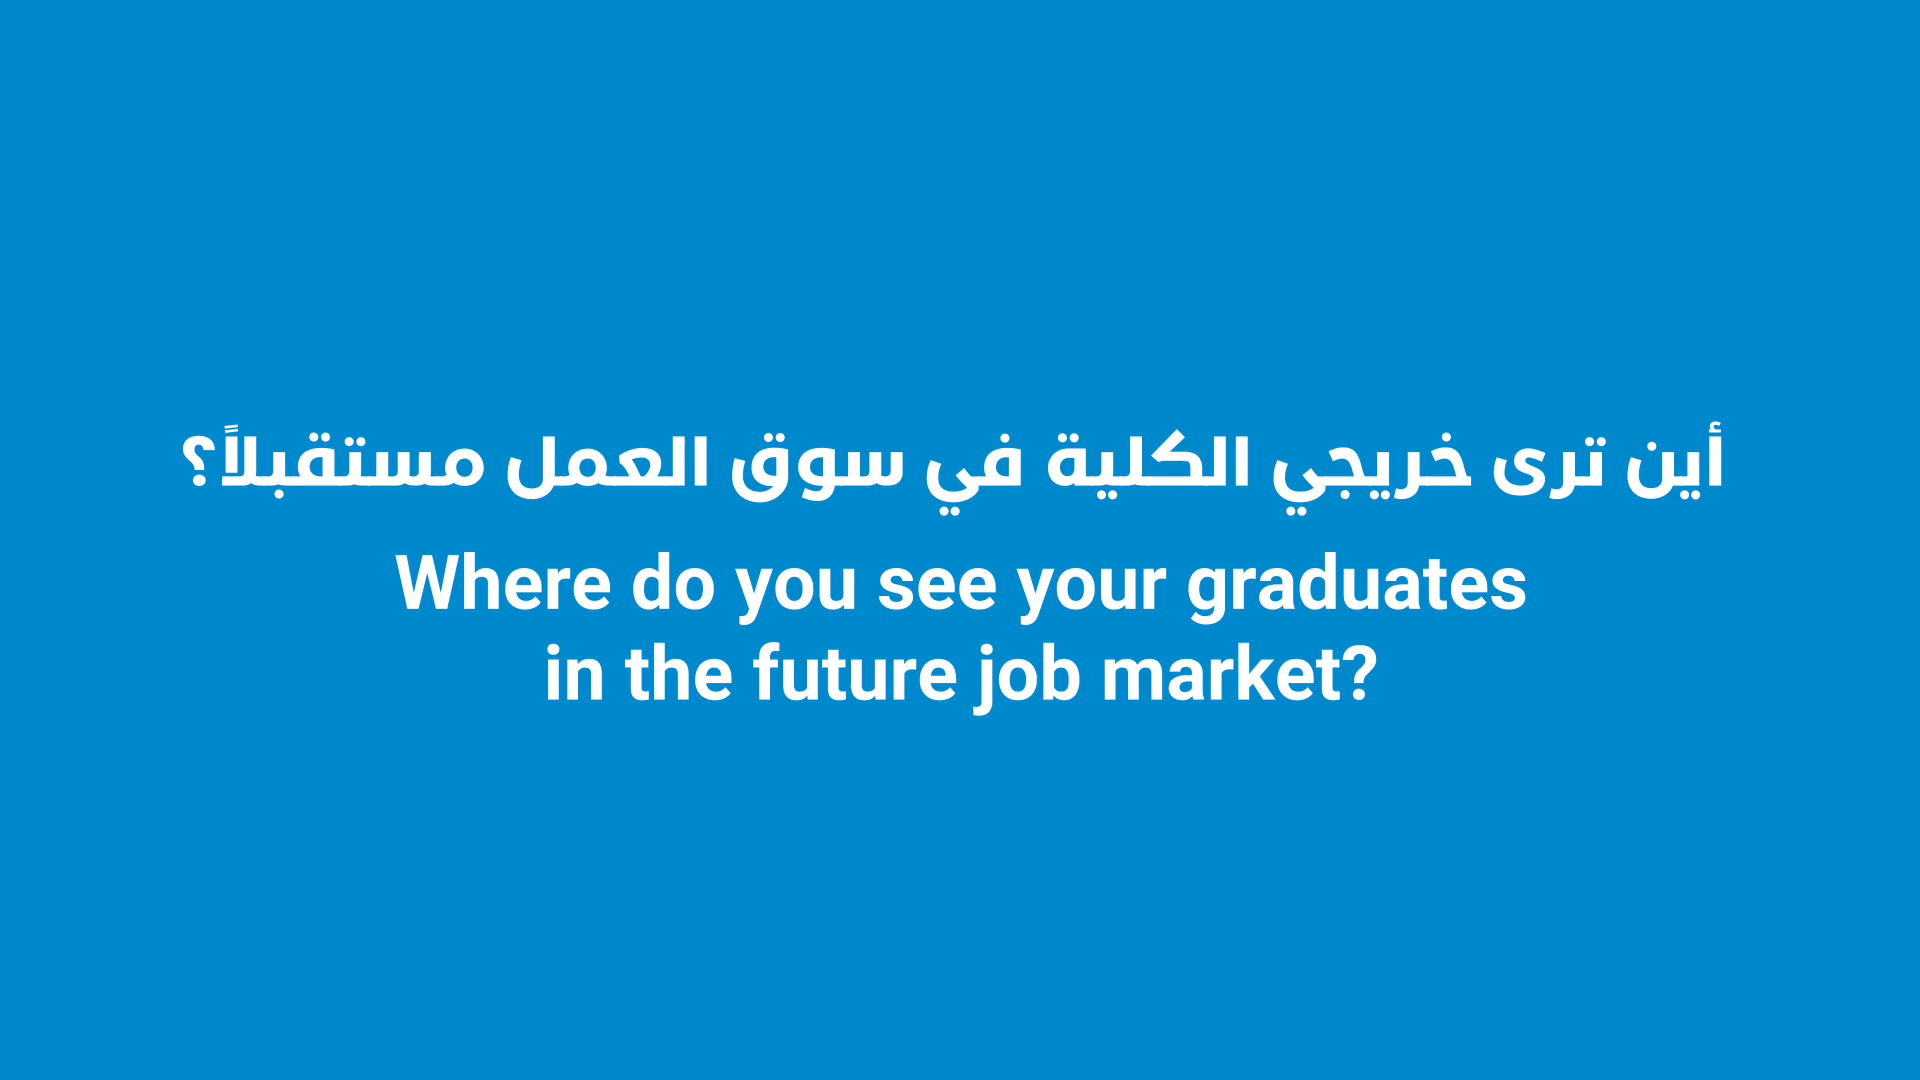 أين ترى خريجي الكلية في سوق العمل مستقبلاً؟
Where do you see your graduates
in the future job market?